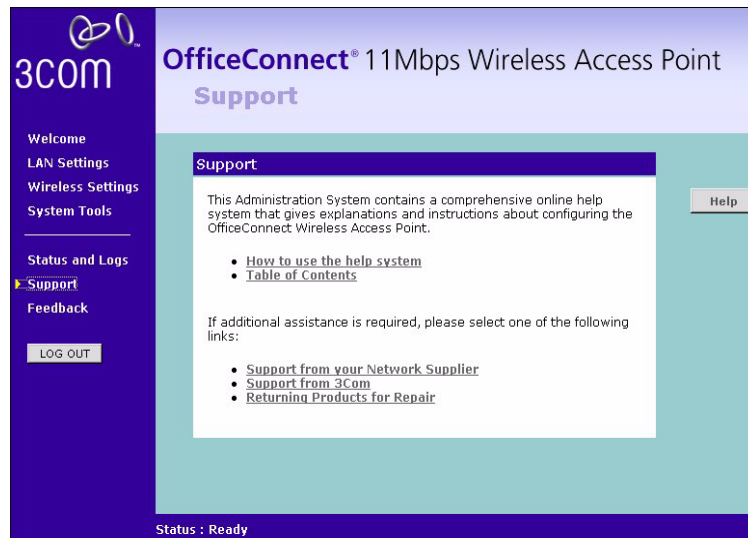 3COM
OfficeConnect® 11Mbps Wireless Access Point
Support
Welcome
LAN Settings
Wireless Settings
System Tools
Status and Logs
Support
Feedback
LOG OUT
Support
This Administration System contains a comprehensive online help
system that gives explanations and instructions about configuring the
OfficeConnect Wireless Access Point.
• How to use the help system
• Table of Contents
If additional assistance is required, please select one of the following
links:
• Support from your Network Supplier
• Support from 3Com
• Returning Products for Repair
Help
Status : Ready